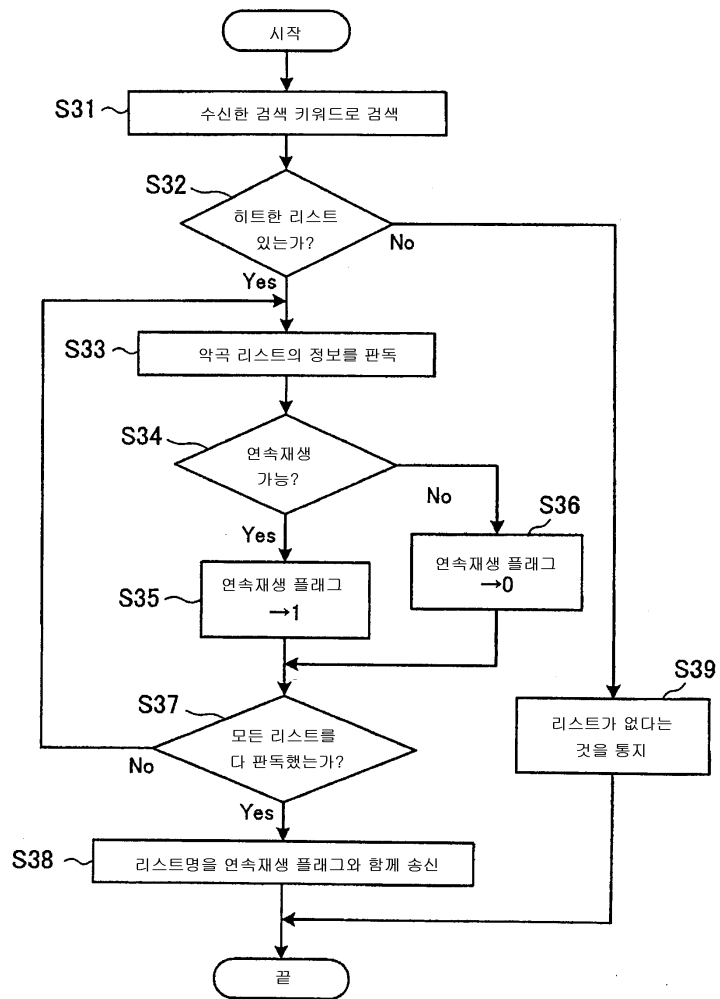 시작
S31
수신한 검색 키워드로 검색
S32
히트한 리스트
있는가?
No
Yes
S33
악곡 리스트의 정보를 판독
S34
연속재생
가능?
No
Yes
S36
연속재생 플래그
→0
S35
연속재생 플래그
→1
S37
모든 리스트를
다 판독했는가?
No
Yes
S39
리스트가 없다는
것을 통지
S38
리스트명을 연속재생 플래그와 함께 송신
끝